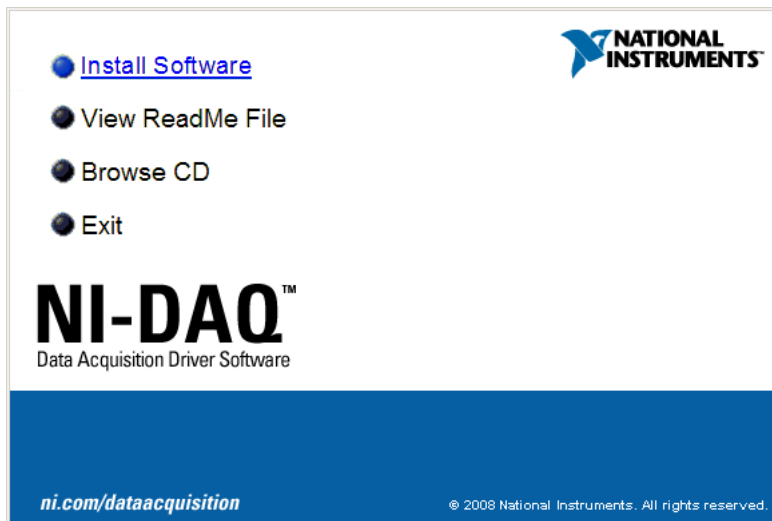 Install Software
NATIONAL
INSTRUMENTS™
View ReadMe File
Browse CD
Exit
NI-DAQ™
Data Acquisition Driver Software
ni.com/dataacquisition
© 2008 National Instruments. All rights reserved.